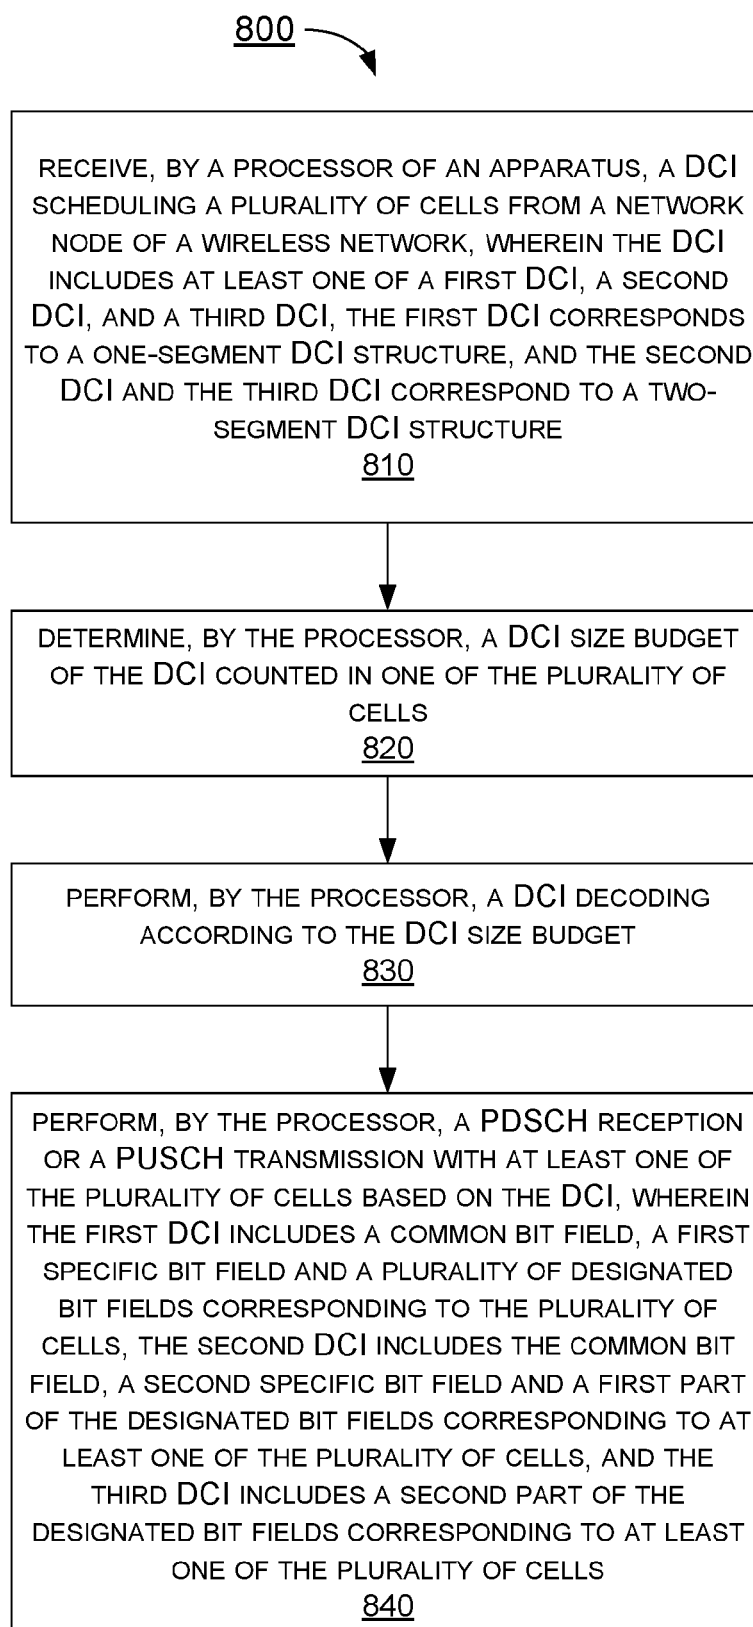 800
RECEIVE, BY A PROCESSOR OF AN APPARATUS, A DCI
SCHEDULING A PLURALITY OF CELLS FROM A NETWORK
NODE OF A WIRELESS NETWORK, WHEREIN THE DCI
INCLUDES AT LEAST ONE OF A FIRST DCI, A SECOND
DCI, AND A THIRD DCI, THE FIRST DCI CORRESPONDS
TO A ONE-SEGMENT DCI STRUCTURE, AND THE SECOND
DCI AND THE THIRD DCI CORRESPOND TO A TWO-
SEGMENT DCI STRUCTURE
810
DETERMINE, BY THE PROCESSOR, A DCI SIZE BUDGET
OF THE DCI COUNTED IN ONE OF THE PLURALITY OF
CELLS
820
PERFORM, BY THE PROCESSOR, A DCI DECODING
ACCORDING TO THE DCI SIZE BUDGET
830
PERFORM, BY THE PROCESSOR, A PDSCH RECEPTION
OR A PUSCH TRANSMISSION WITH AT LEAST ONE OF
THE PLURALITY OF CELLS BASED ON THE DCI, WHEREIN
THE FIRST DCI INCLUDES A COMMON BIT FIELD, A FIRST
SPECIFIC BIT FIELD AND A PLURALITY OF DESIGNATED
BIT FIELDS CORRESPONDING TO THE PLURALITY OF
CELLS, THE SECOND DCI INCLUDES THE COMMON BIT
FIELD, A SECOND SPECIFIC BIT FIELD AND A FIRST PART
OF THE DESIGNATED BIT FIELDS CORRESPONDING TO AT
LEAST ONE OF THE PLURALITY OF CELLS, AND THE
THIRD DCI INCLUDES A SECOND PART OF THE
DESIGNATED BIT FIELDS CORRESPONDING TO AT LEAST
ONE OF THE PLURALITY OF CELLS
840